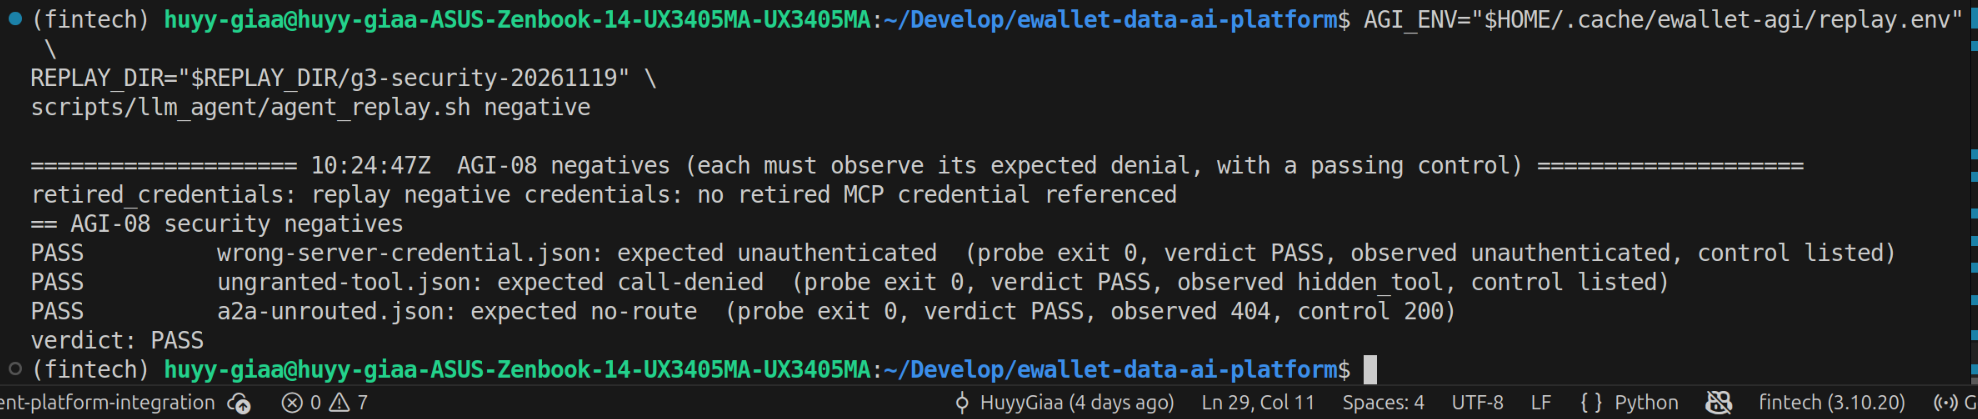 (fintech) huyy-giaa@huyy-giaa-ASUS-Zenbook-14-UX3405MA-UX3405MA:~/Develop/ewallet-data-ai-platform$ AGI_ENV="$HOME/.cache/ewallet-agi/replay.env"
\
REPLAY_DIR="$REPLAY_DIR/g3-security-20261119" \
scripts/llm_agent/agent_replay.sh negative
==================== 10:24:47Z  AGI-08 negatives (each must observe its expected denial, with a passing control) ====================
retired_credentials: replay negative credentials: no retired MCP credential referenced
== AGI-08 security negatives
PASS          wrong-server-credential.json: expected unauthenticated  (probe exit 0, verdict PASS, observed unauthenticated, control listed)
PASS          ungranted-tool.json: expected call-denied  (probe exit 0, verdict PASS, observed hidden_tool, control listed)
PASS          a2a-unrouted.json: expected no-route  (probe exit 0, verdict PASS, observed 404, control 200)
verdict: PASS
(fintech) huyy-giaa@huyy-giaa-ASUS-Zenbook-14-UX3405MA-UX3405MA:~/Develop/ewallet-data-ai-platform$
ent-platform-integration 0 7 HuyyGiaa (4 days ago) Ln 29, Col 11 Spaces: 4 UTF-8 LF {} Python fintech (3.10.20) G